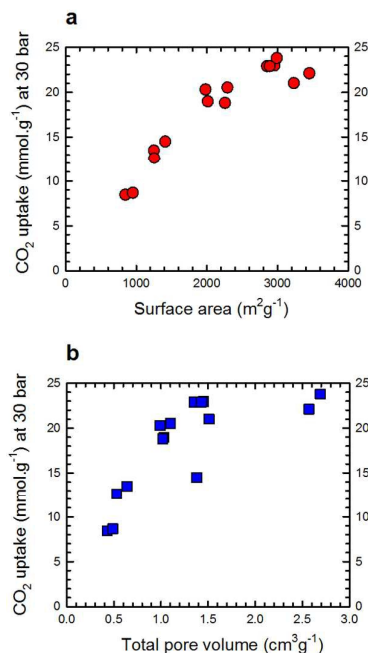 a
CO₂ uptake (mmol.g⁻¹) at 30 bar
25 25
20 20
15 15
10 10
5 5
0 0
0 1000 2000 3000 4000
Surface area (m²g⁻¹)
b
CO₂ uptake (mmol.g⁻¹) at 30 bar
25 25
20 20
15 15
10 10
5 5
0 0
0.0 0.5 1.0 1.5 2.0 2.5 3.0
Total pore volume (cm³g⁻¹)